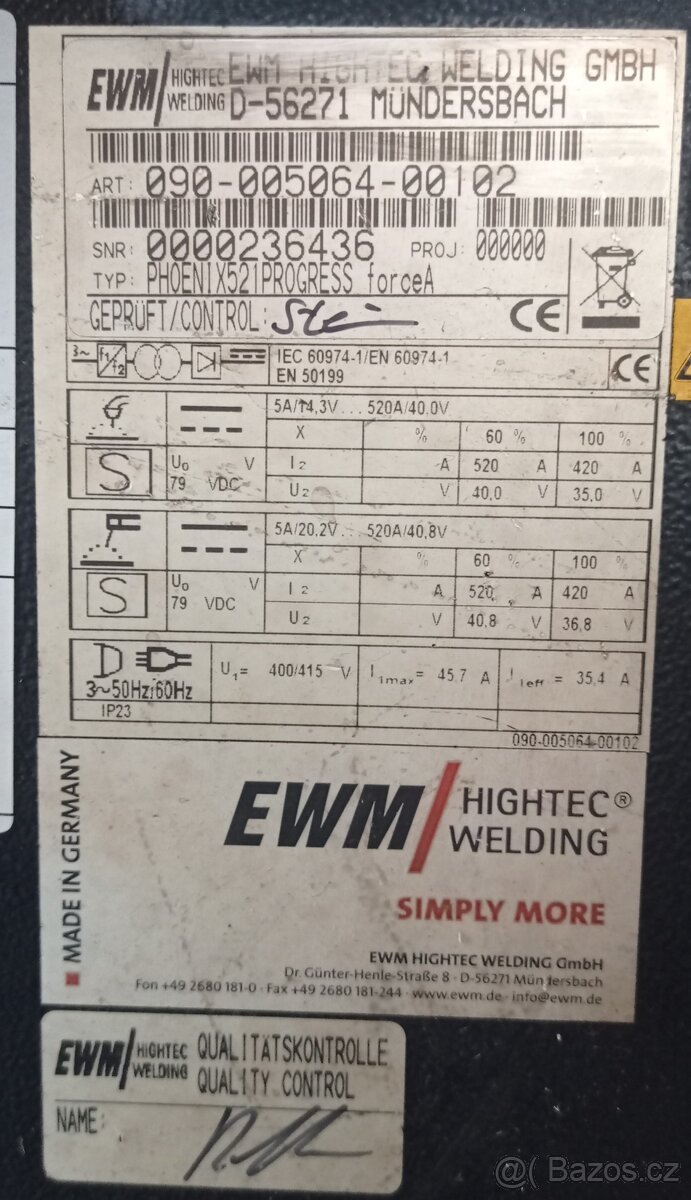 EWM HIGHTEC WELDING
EWM HIGHTEC WELDING GMBH
D-56271 MÜNDERSBACH
ART: 090-005064-00102
SNR: 0000236436 PROJ: 000000
TYP: PHOENIX521PROGRESS forceA
GEPRÜFT/CONTROL: CE
3~ f1 f2 IEC 60974-1/EN 60974-1 CE
EN 50199
5A/14,3V... 520A/40.0V
X % 60 % 100 %
S U0 V I2 A 520 A 420 A
79 VDC U2 V 40,0 V 35,0 V
5A/20,2V... 520A/40,8V
X % 60 % 100 %
S U0 V I2 A 520 A 420 A
79 VDC U2 V 40,8 V 36,8 V
U1= 400/415 V I1max= 45,7 A I1eff = 35,4 A
3~50Hz/60Hz
IP23
090-005064-00102
MADE IN GERMANY
EWM HIGHTEC® WELDING
SIMPLY MORE
EWM HIGHTEC WELDING GmbH
Dr. Günter-Henle-Straße 8 · D-56271 Mündersbach
Fon +49 2680 181-0 · Fax +49 2680 181-244 · www.ewm.de · info@ewm.de
EWM HIGHTEC WELDING QUALITÄTSKONTROLLE
QUALITY CONTROL
NAME:
Bazos.cz